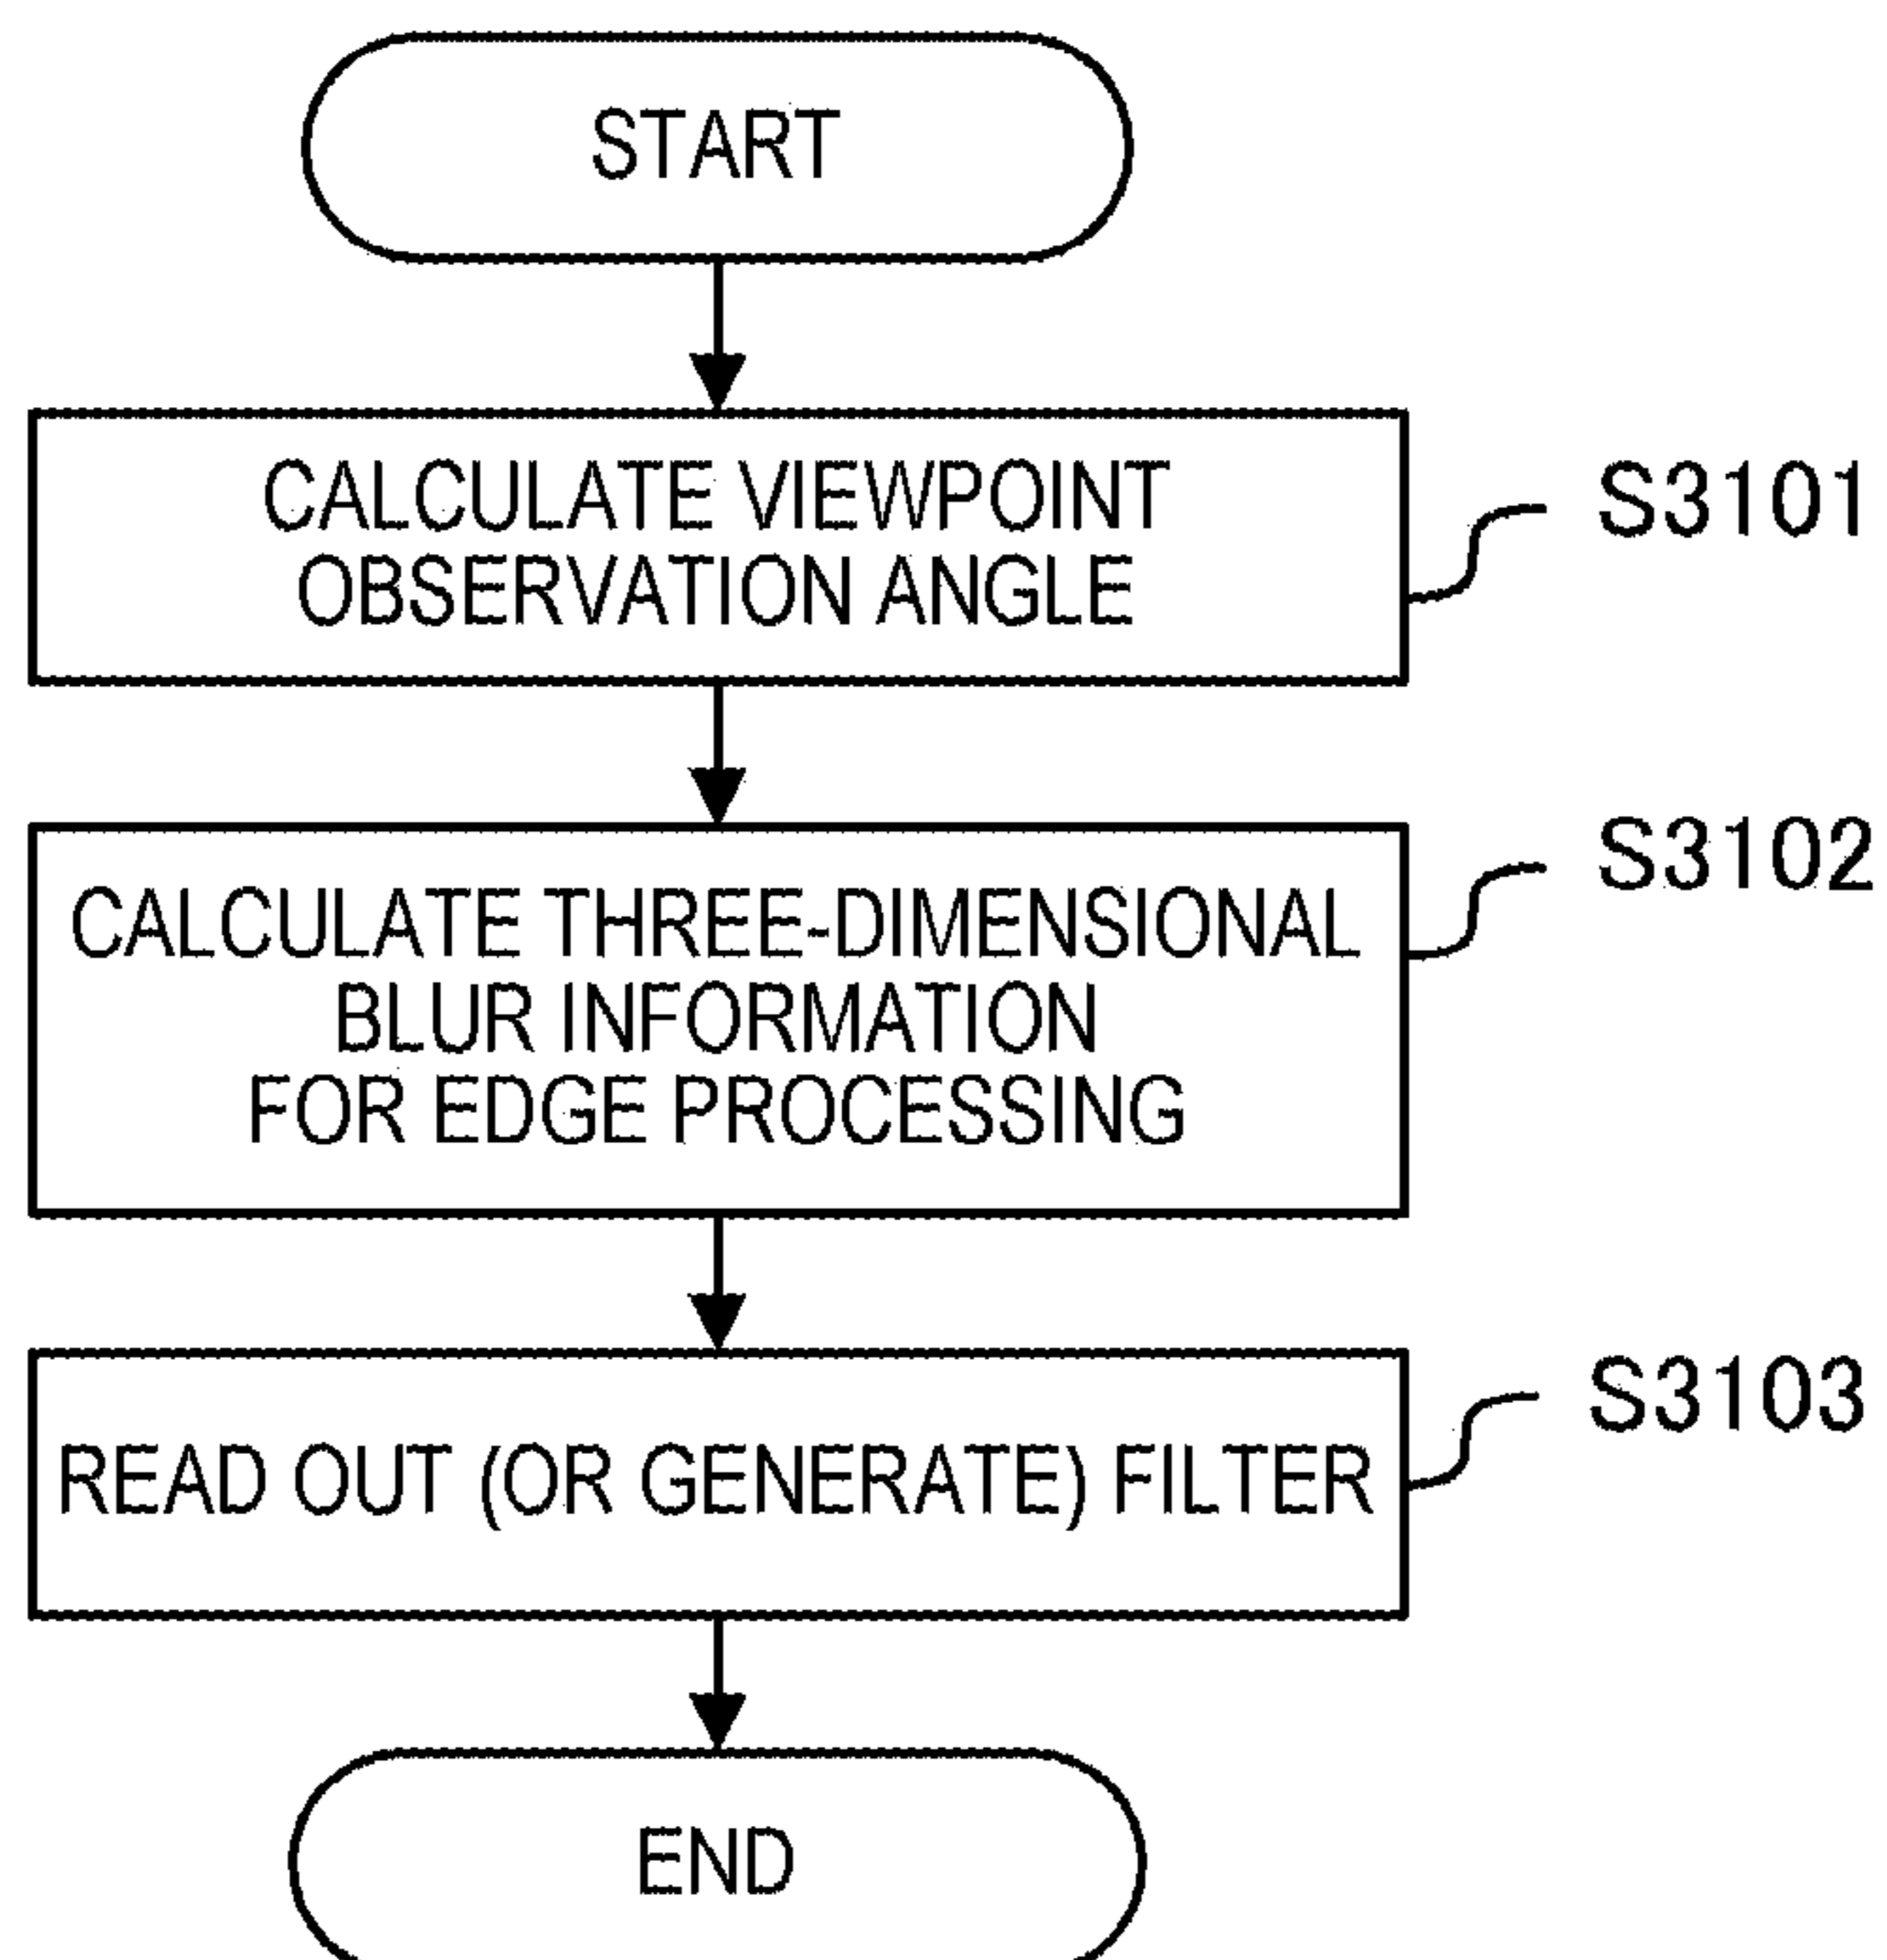 START
CALCULATE VIEWPOINT
OBSERVATION ANGLE
S3101
CALCULATE THREE-DIMENSIONAL
BLUR INFORMATION
FOR EDGE PROCESSING
S3102
READ OUT (OR GENERATE) FILTER
S3103
END